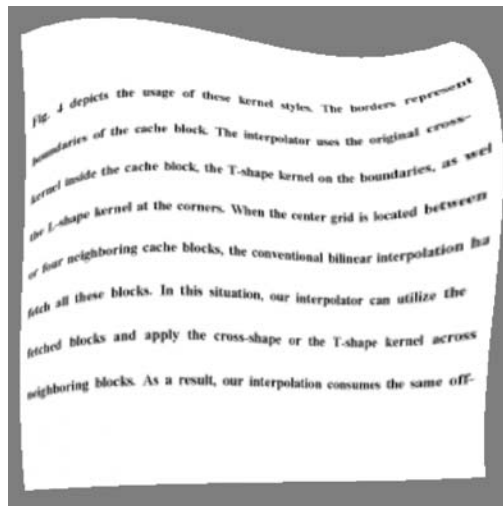 Fig. 4 depicts the usage of these kernel styles. The borders represent
boundaries of the cache block. The interpolator uses the original cross-
kernel inside the cache block, the T-shape kernel on the boundaries, as wel
the L-shape kernel at the corners. When the center grid is located between
or four neighboring cache blocks, the conventional bilinear interpolation ha
fetch all these blocks. In this situation, our interpolator can utilize the
fetched blocks and apply the cross-shape or the T-shape kernel across
neighboring blocks. As a result, our interpolation consumes the same off-